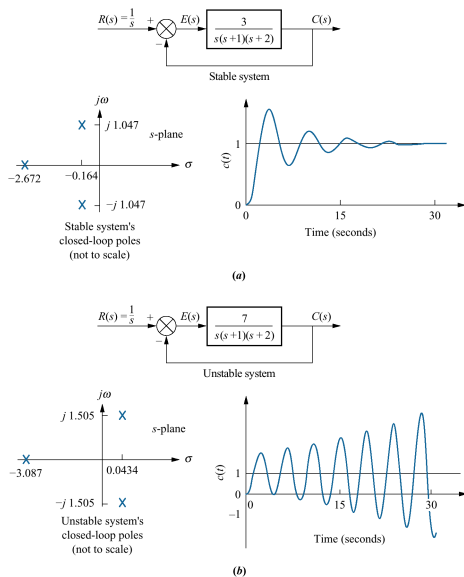 R(s) = 1/s + − E(s) 3/(s(s+1)(s+2)) C(s)
Stable system
jω
j 1.047
s-plane
−2.672
−0.164
σ
−j 1.047
Stable system's
closed-loop poles
(not to scale)
c(t)
1
0
0 15 30
Time (seconds)
(a)
R(s) = 1/s + − E(s) 7/(s(s+1)(s+2)) C(s)
Unstable system
jω
j 1.505
s-plane
−3.087
0.0434
σ
−j 1.505
Unstable system's
closed-loop poles
(not to scale)
c(t)
1
0
−1
0 15 30
Time (seconds)
(b)